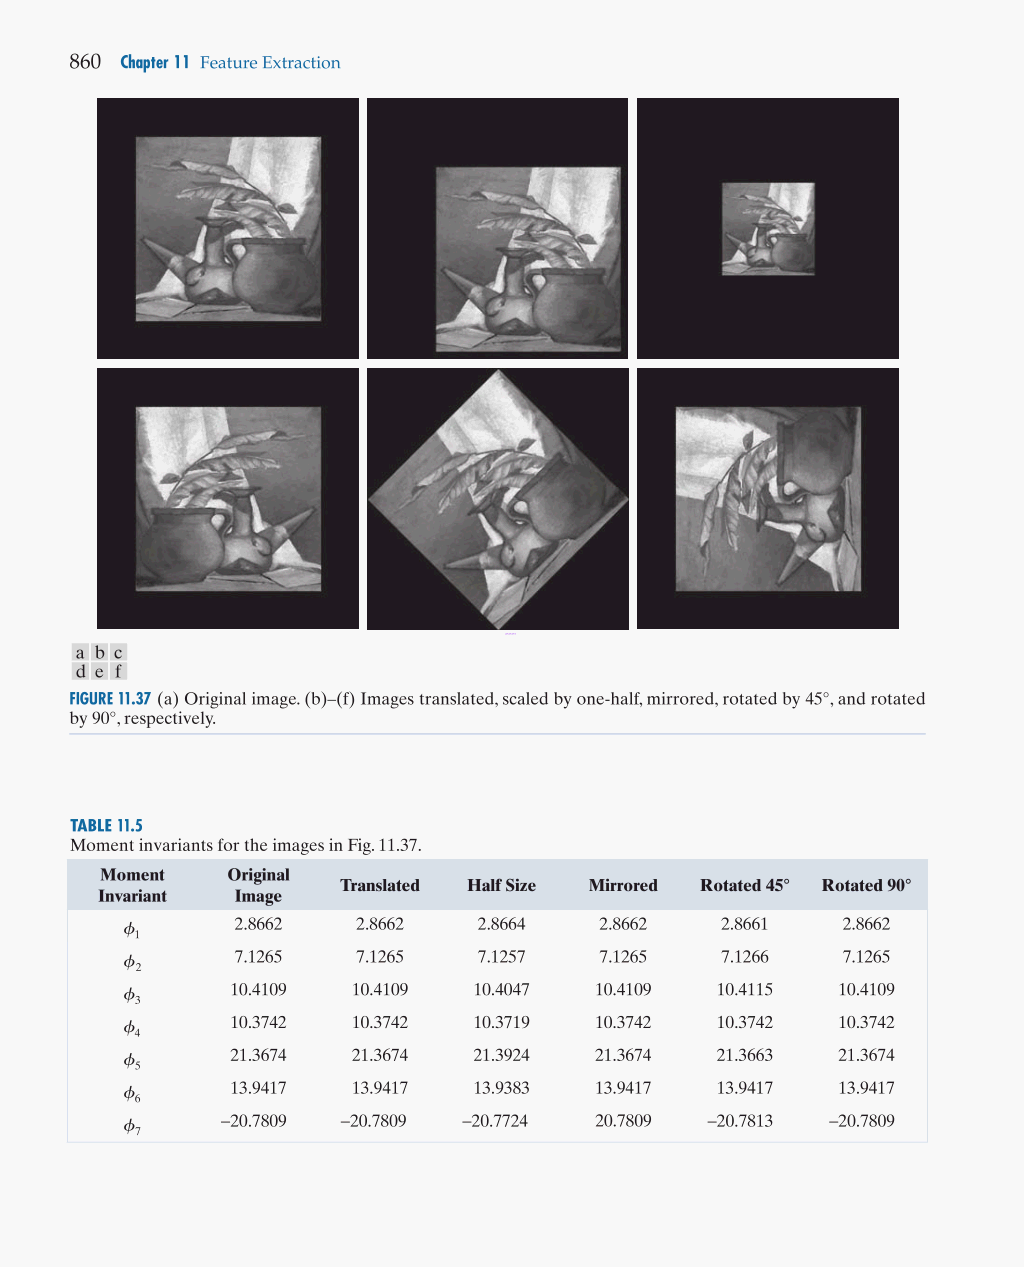 860 Chapter 11 Feature Extraction
a b c
d e f
FIGURE 11.37 (a) Original image. (b)–(f) Images translated, scaled by one-half, mirrored, rotated by 45°, and rotated
by 90°, respectively.
TABLE 11.5
Moment invariants for the images in Fig. 11.37.
Moment Invariant Original Image Translated Half Size Mirrored Rotated 45° Rotated 90°
ϕ1 2.8662 2.8662 2.8664 2.8662 2.8661 2.8662
ϕ2 7.1265 7.1265 7.1257 7.1265 7.1266 7.1265
ϕ3 10.4109 10.4109 10.4047 10.4109 10.4115 10.4109
ϕ4 10.3742 10.3742 10.3719 10.3742 10.3742 10.3742
ϕ5 21.3674 21.3674 21.3924 21.3674 21.3663 21.3674
ϕ6 13.9417 13.9417 13.9383 13.9417 13.9417 13.9417
ϕ7 −20.7809 −20.7809 −20.7724 20.7809 −20.7813 −20.7809